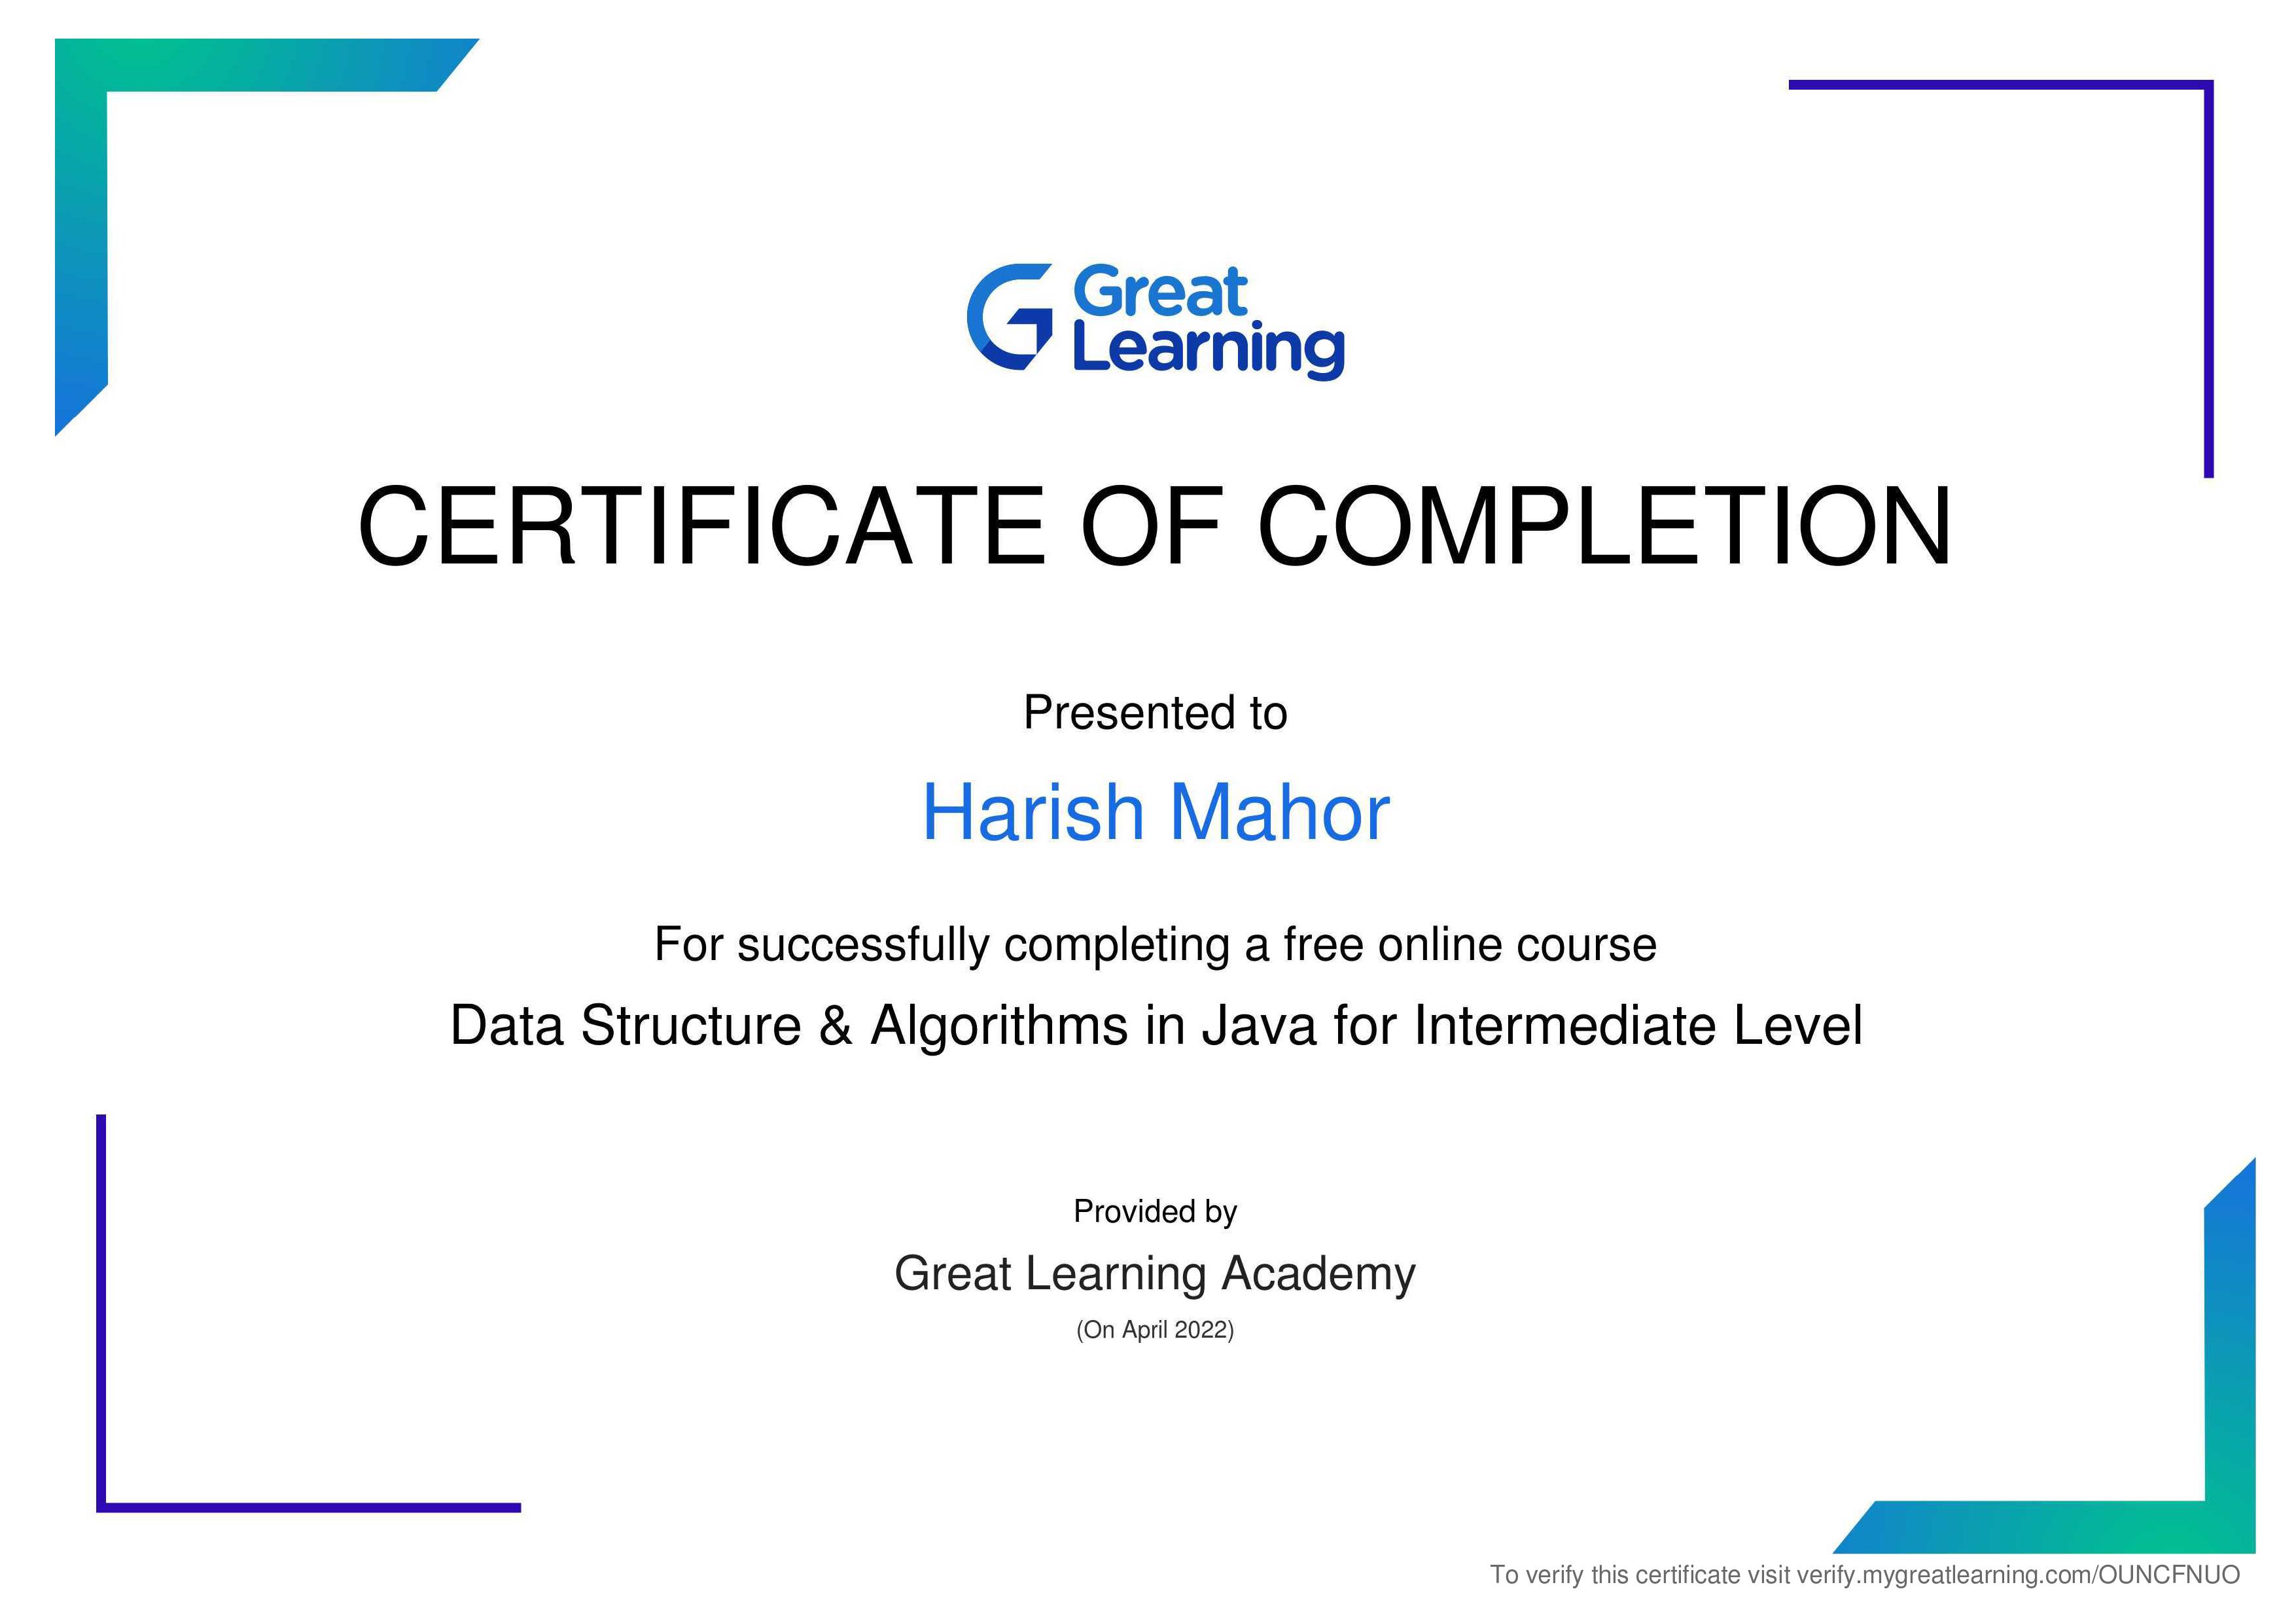 Great
Learning
CERTIFICATE OF COMPLETION
Presented to
Harish Mahor
For successfully completing a free online course
Data Structure & Algorithms in Java for Intermediate Level
Provided by
Great Learning Academy
(On April 2022)
To verify this certificate visit verify.mygreatlearning.com/OUNCFNUO